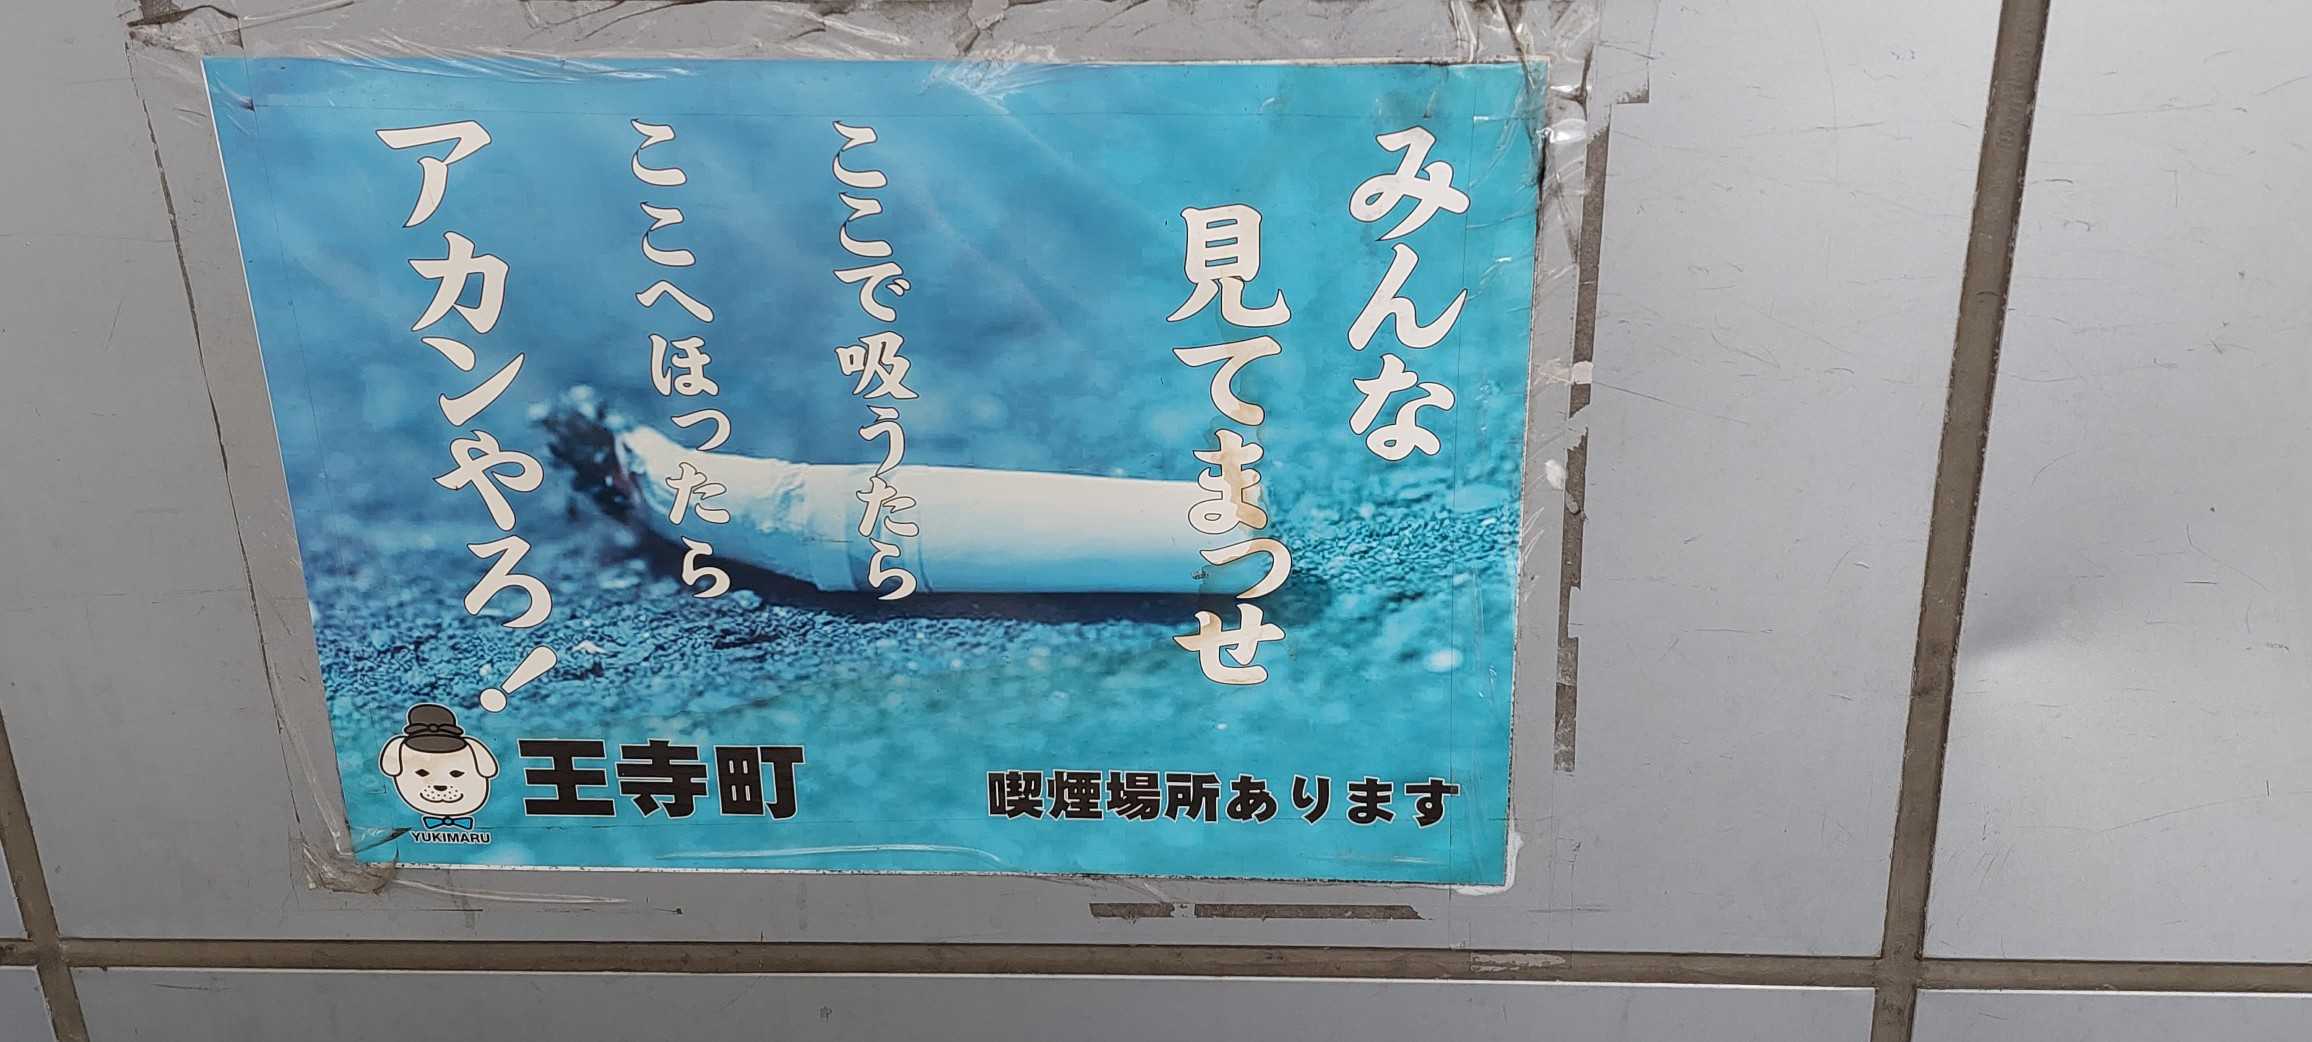 みんな
見てまっせ
ここで吸うたら
ここへほったら
アカンやろ!
王寺町
喫煙場所あります
YUKIMARU